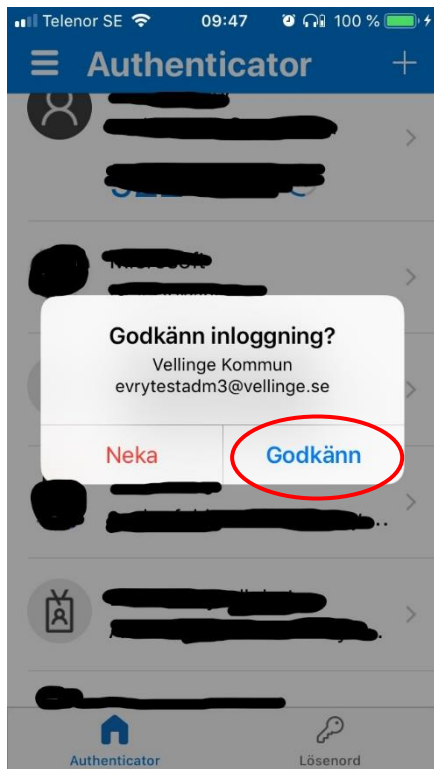 Telenor SE 09:47 100 %
Authenticator
Godkänn inloggning?
Vellinge Kommun
evrytestadm3@vellinge.se
Neka Godkänn
Authenticator Lösenord